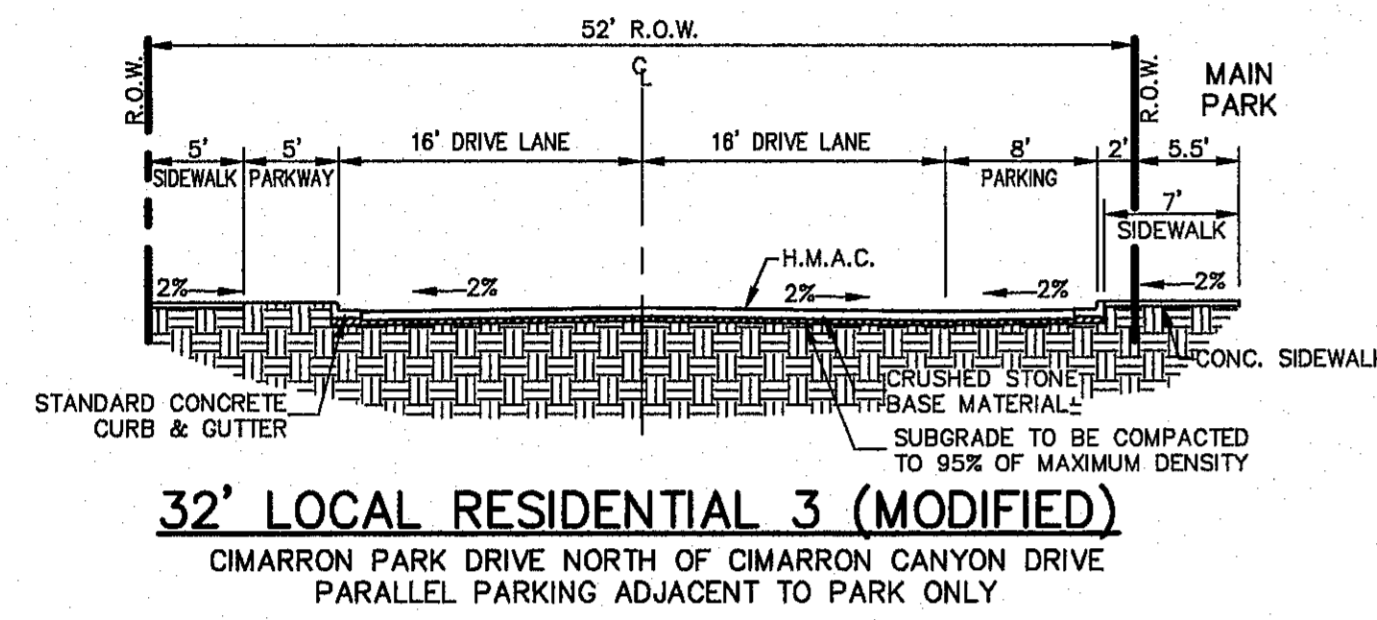 52' R.O.W.
R.O.W.
CL
R.O.W.
MAIN
PARK
5'
SIDEWALK
5'
PARKWAY
16' DRIVE LANE
16' DRIVE LANE
8'
PARKING
2'
5.5'
7'
SIDEWALK
H.M.A.C.
2%
2%
2%
2%
2%
CONC. SIDEWAL
CRUSHED STONE
BASE MATERIAL
STANDARD CONCRETE
CURB & GUTTER
SUBGRADE TO BE COMPACTED
TO 95% OF MAXIMUM DENSITY
32' LOCAL RESIDENTIAL 3 (MODIFIED)
CIMARRON PARK DRIVE NORTH OF CIMARRON CANYON DRIVE
PARALLEL PARKING ADJACENT TO PARK ONLY